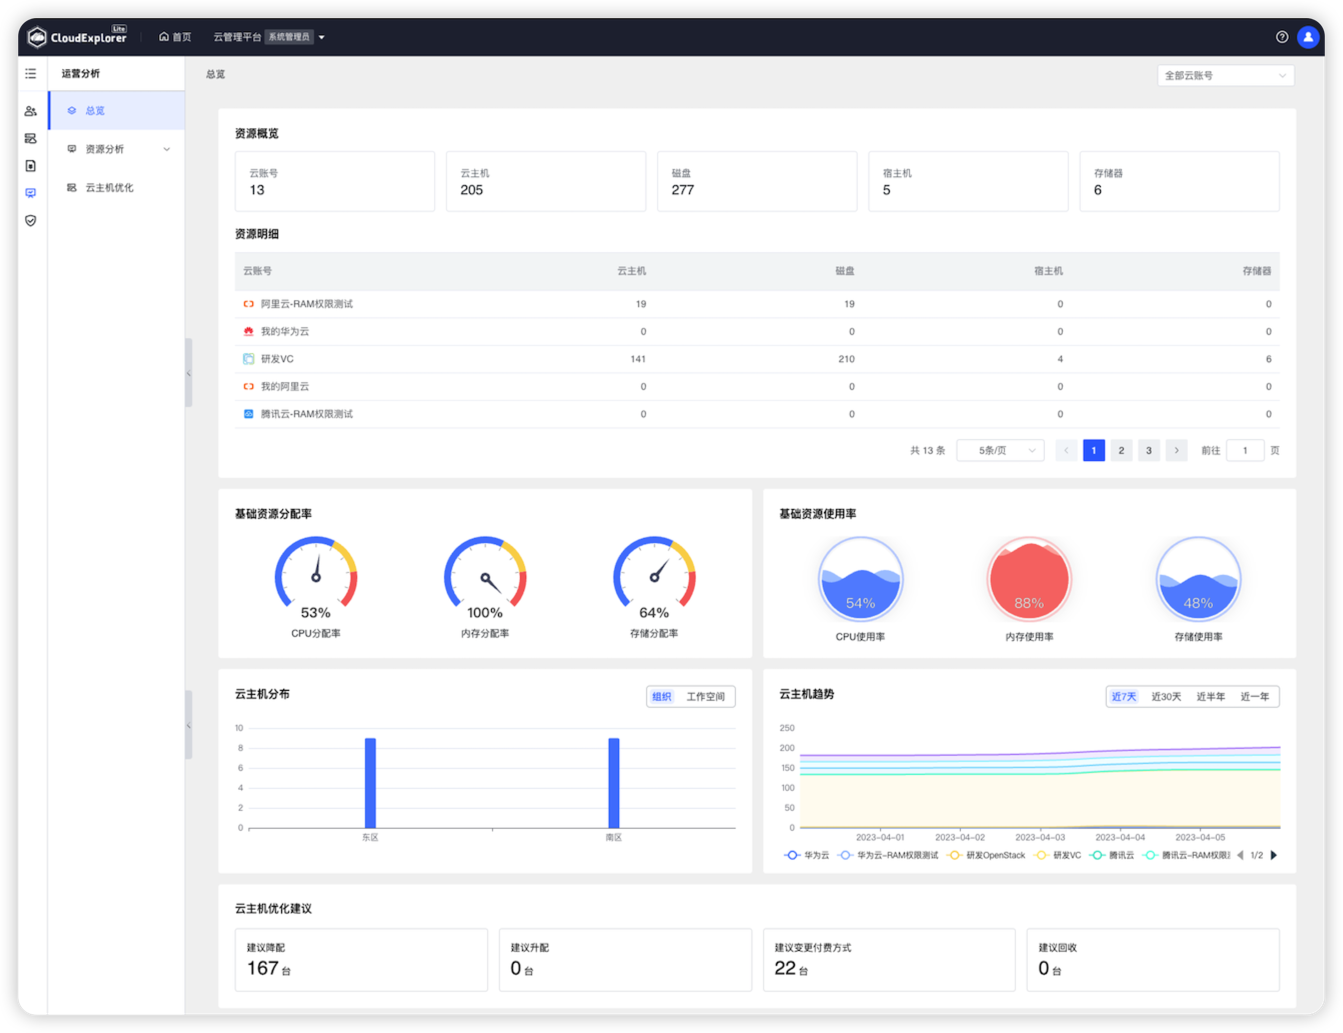 CloudExplorer Lite 首页 云管理平台 系统管理员
运营分析
总览
资源分析
云主机优化
总览 全部云账号
资源概览
云账号 云主机 磁盘 宿主机 存储器
13 205 277 5 6
资源明细
云账号 云主机 磁盘 宿主机 存储器
阿里云-RAM权限测试 19 19 0 0
我的华为云 0 0 0 0
研发VC 141 210 4 6
我的阿里云 0 0 0 0
腾讯云-RAM权限测试 0 0 0 0
共 13 条 5条/页 1 2 3 前往 1 页
基础资源分配率
53% 100% 64%
CPU分配率 内存分配率 存储分配率
基础资源使用率
54% 88% 48%
CPU使用率 内存使用率 存储使用率
云主机分布 组织 工作空间
10
8
6
4
2
0
东区 南区
云主机趋势 近7天 近30天 近半年 近一年
250
200
150
100
50
0
2023-04-01 2023-04-02 2023-04-03 2023-04-04 2023-04-05
华为云 华为云-RAM权限测试 研发OpenStack 研发VC 腾讯云 腾讯云-RAM权限 1/2
云主机优化建议
建议降配 建议升配 建议变更付费方式 建议回收
167 台 0 台 22 台 0 台